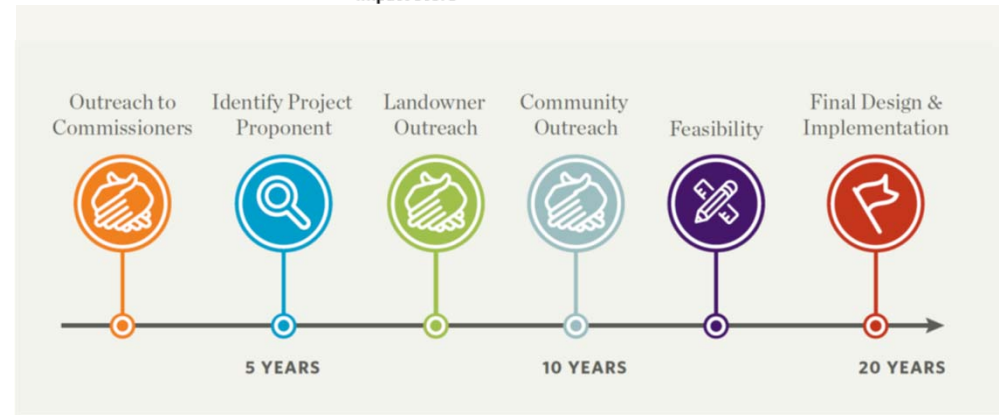 Outreach to
Commissioners
Identify Project
Proponent
Landowner
Outreach
Community
Outreach
Feasibility
Final Design &
Implementation
5 YEARS
10 YEARS
20 YEARS